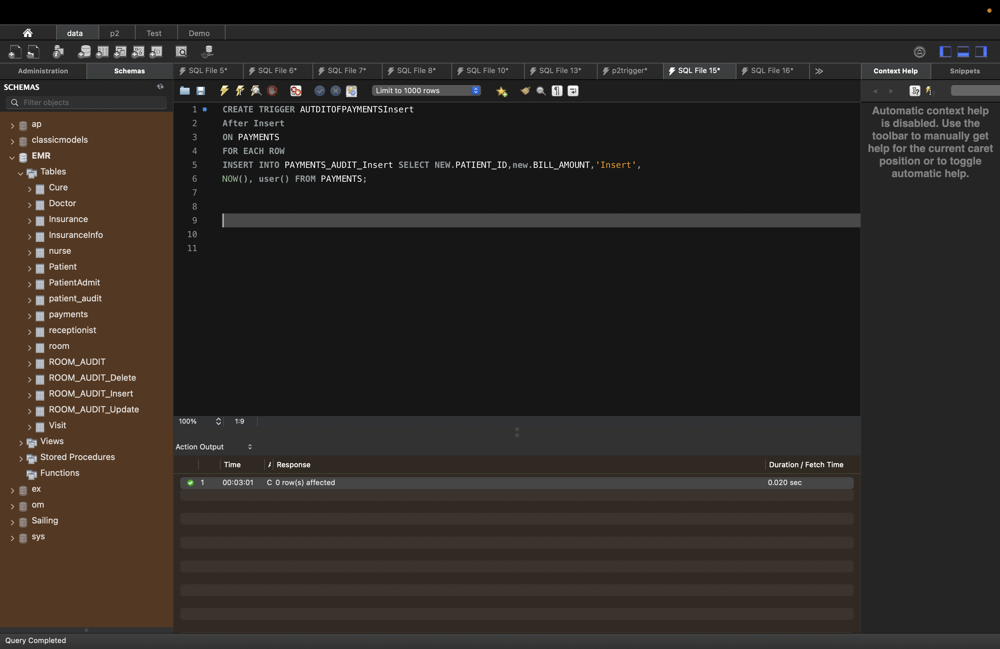 data
p2
Test
Demo
Administration
Schemas
SQL File 5*
SQL File 6*
SQL File 7*
SQL File 8*
SQL File 10*
SQL File 13*
p2trigger*
SQL File 15*
SQL File 16*
Context Help
Snippets
SCHEMAS
Filter objects
Limit to 1000 rows
ap
classicmodels
EMR
Tables
Cure
Doctor
Insurance
InsuranceInfo
nurse
Patient
PatientAdmit
patient_audit
payments
receptionist
room
ROOM_AUDIT
ROOM_AUDIT_Delete
ROOM_AUDIT_Insert
ROOM_AUDIT_Update
Visit
Views
Stored Procedures
Functions
ex
om
Sailing
sys
1 CREATE TRIGGER AUTDITOFPAYMENTSInsert
2 After Insert
3 ON PAYMENTS
4 FOR EACH ROW
5 INSERT INTO PAYMENTS_AUDIT_Insert SELECT NEW.PATIENT_ID,new.BILL_AMOUNT,'Insert',
6 NOW(), user() FROM PAYMENTS;
7
8
9
10
11
Automatic context help
is disabled. Use the
toolbar to manually get
help for the current caret
position or to toggle
automatic help.
100%
1:9
Action Output
Time
Response
Duration / Fetch Time
1 00:03:01 C 0 row(s) affected 0.020 sec
Query Completed